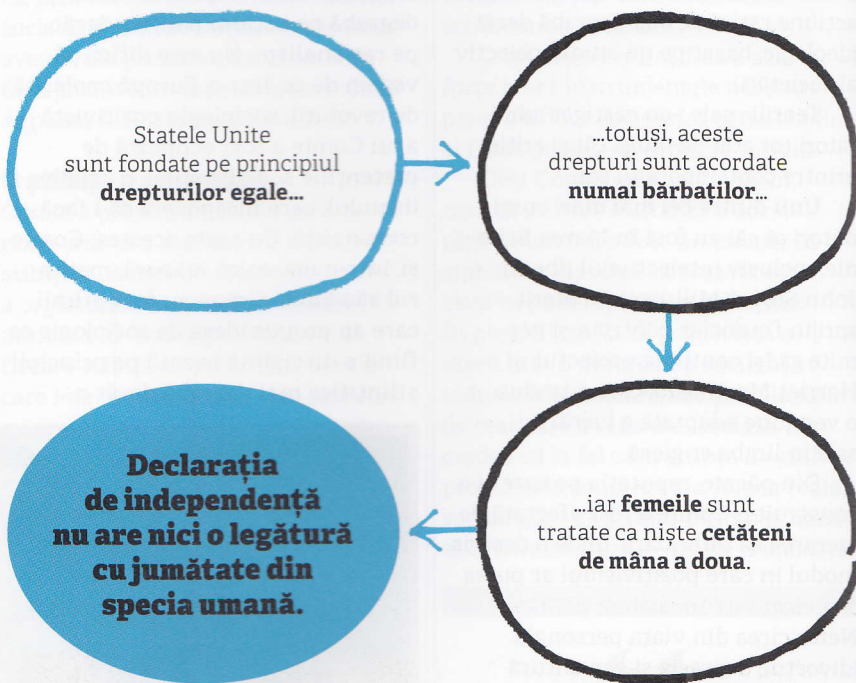 Statele Unite
sunt fondate pe principiul
drepturilor egale...
...totuși, aceste
drepturi sunt acordate
numai bărbaților...
...iar femeile sunt
tratate ca niște cetățeni
de mâna a doua.
Declarația
de independență
nu are nici o legătură
cu jumătate din
specia umană.